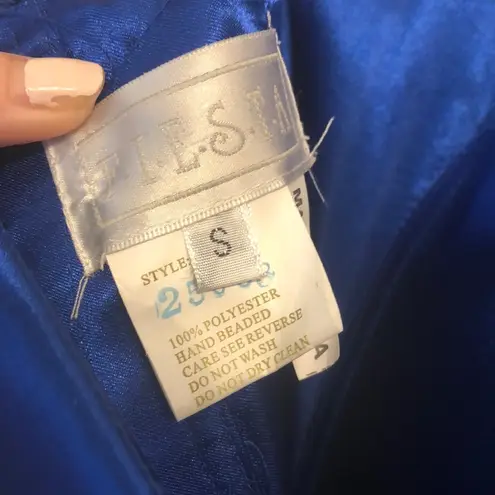 S
STYLE:
100% POLYESTER
HAND BEADED
CARE SEE REVERSE
DO NOT WASH
DO NOT DRY CLEAN